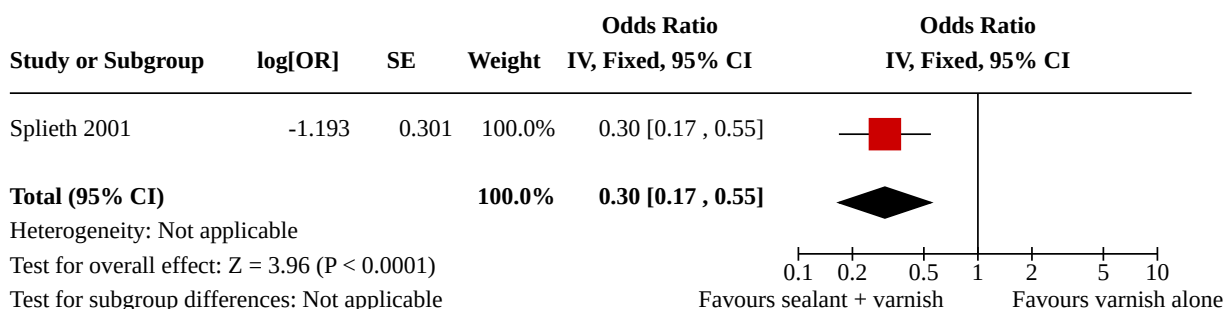 Odds Ratio Odds Ratio
Study or Subgroup log[OR] SE Weight IV, Fixed, 95% CI IV, Fixed, 95% CI
Splieth 2001 -1.193 0.301 100.0% 0.30 [0.17 , 0.55]
Total (95% CI) 100.0% 0.30 [0.17 , 0.55]
Heterogeneity: Not applicable
Test for overall effect: Z = 3.96 (P < 0.0001) 0.1 0.2 0.5 1 2 5 10
Test for subgroup differences: Not applicable Favours sealant + varnish Favours varnish alone